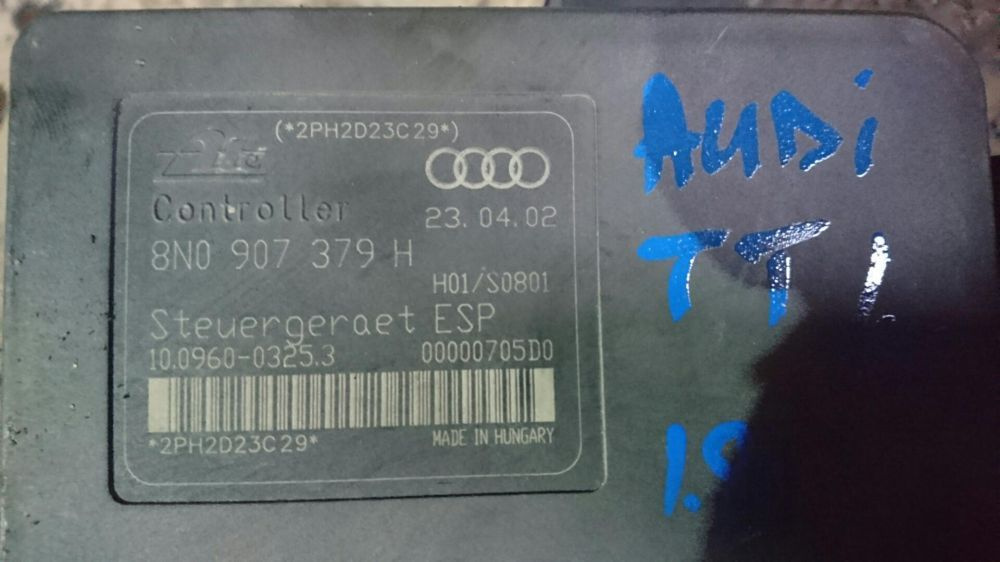 (*2PH2D23C29*)
Controller
23.04.02
8N0 907 379 H
H01/S0801
Steuergeraet ESP
10.0960-0325.3
00000705D0
*2PH2D23C29*
MADE IN HUNGARY
AUDi
TT